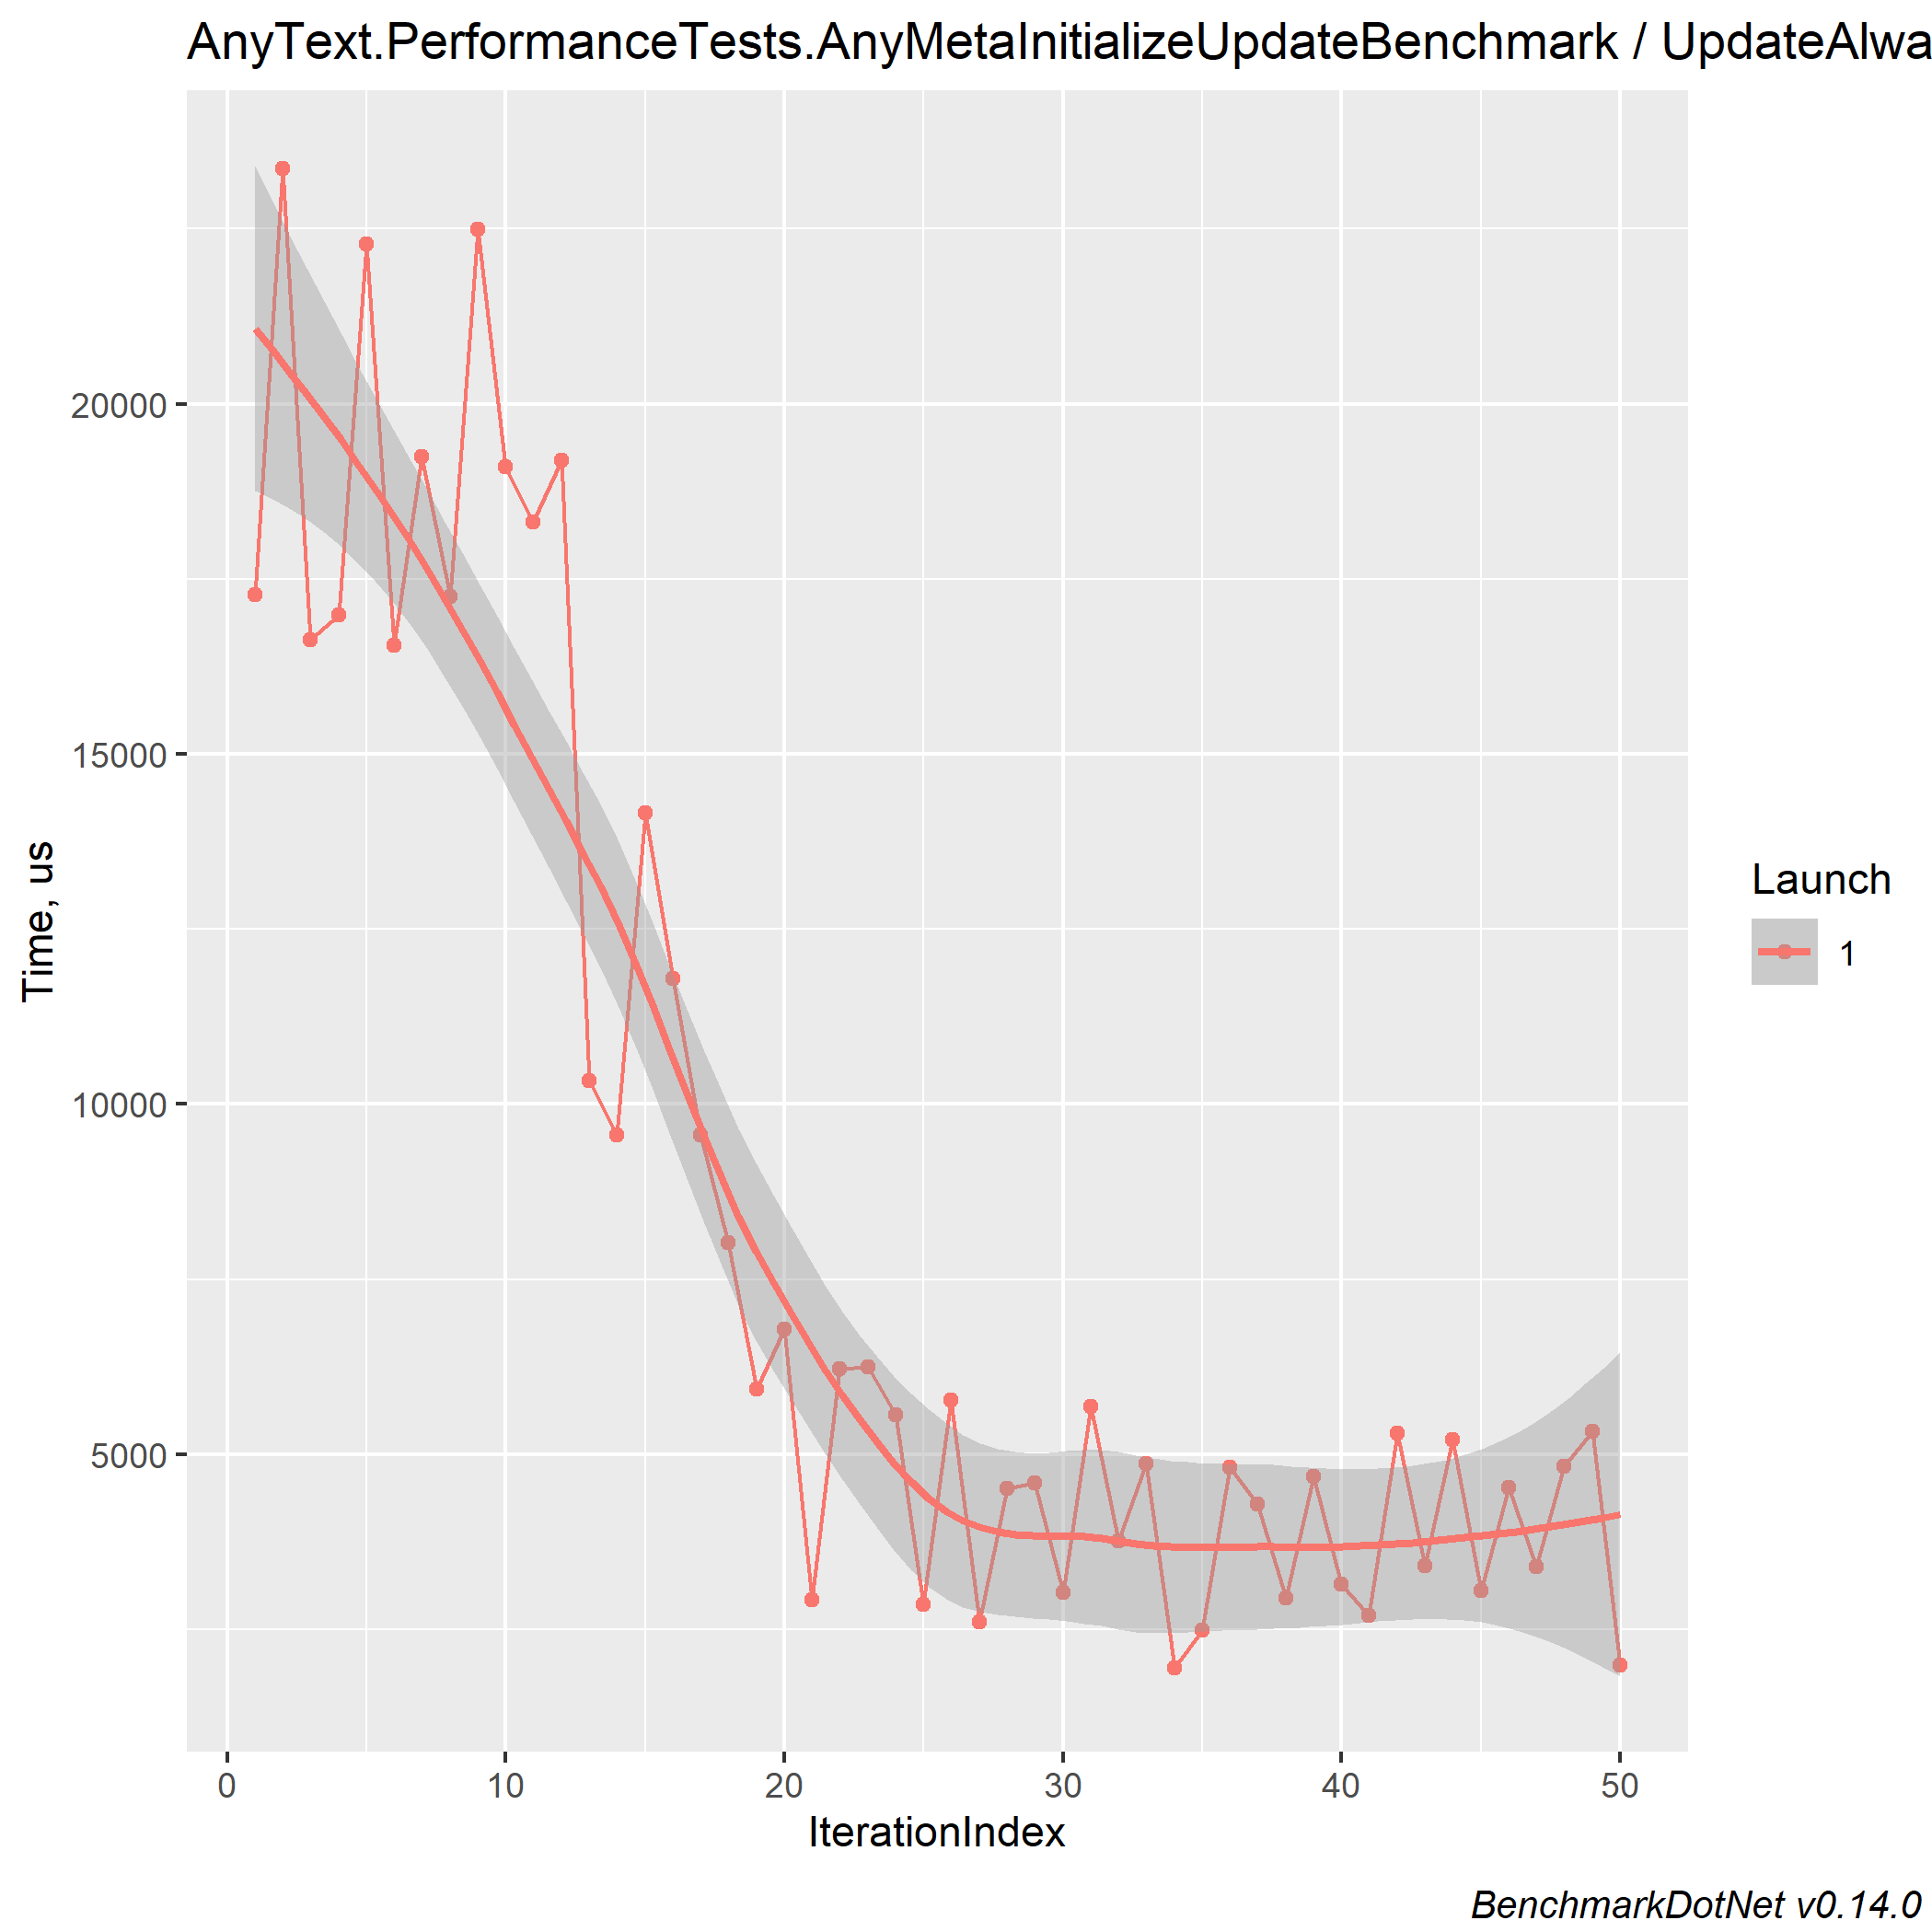 AnyText.PerformanceTests.AnyMetaInitializeUpdateBenchmark / UpdateAlwa
20000
15000
10000
5000
Time, us
0 10 20 30 40 50
IterationIndex
Launch
1
BenchmarkDotNet v0.14.0